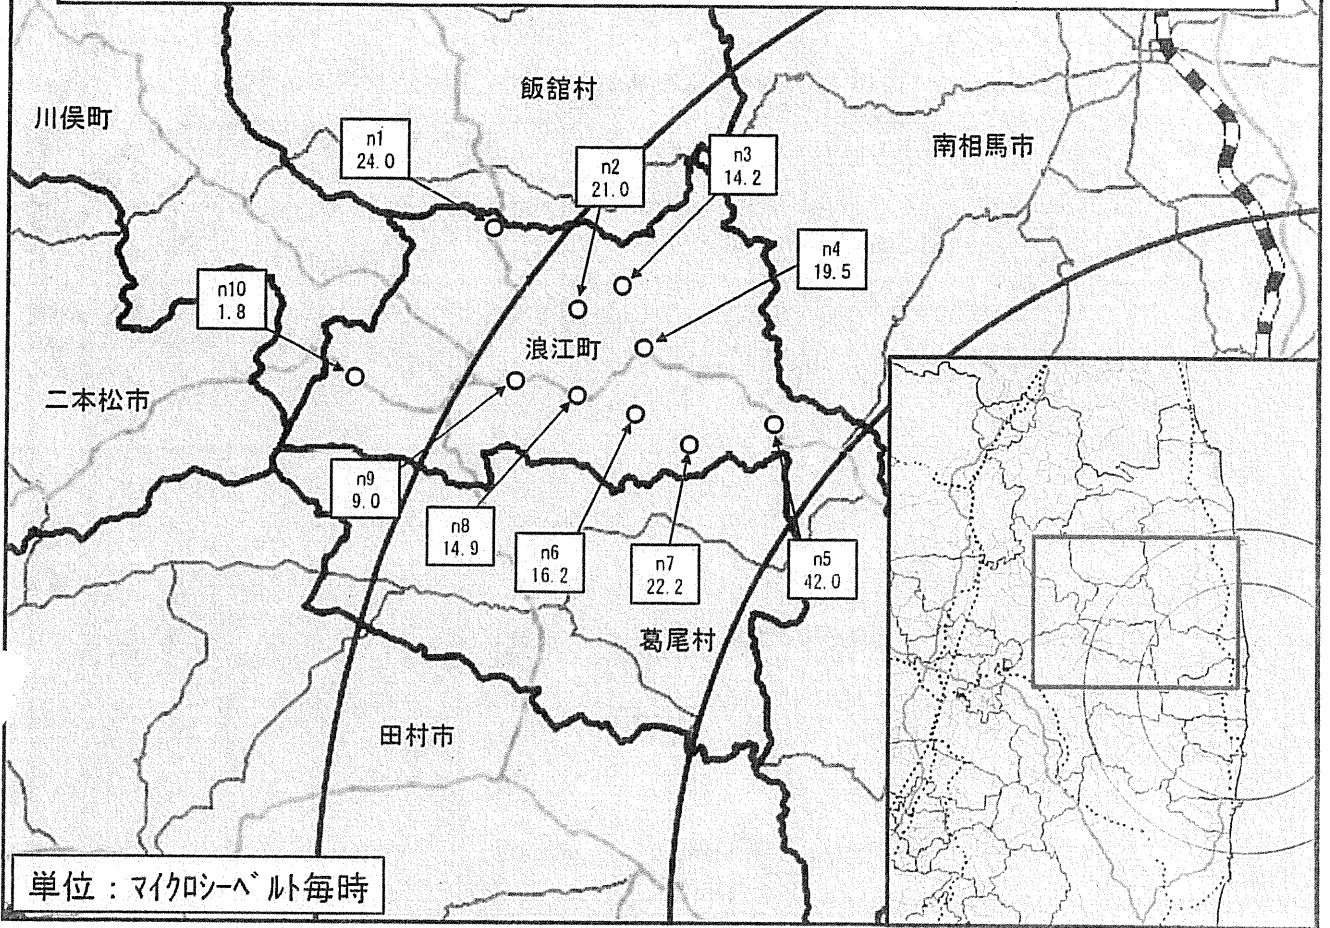 飯舘村
川俣町
n1
24.0
南相馬市
n2
21.0
n3
14.2
n4
19.5
n10
1.8
浪江町
二本松市
n9
9.0
n8
14.9
n6
16.2
n7
22.2
n5
42.0
葛尾村
田村市
単位：マイクロシーベルト毎時